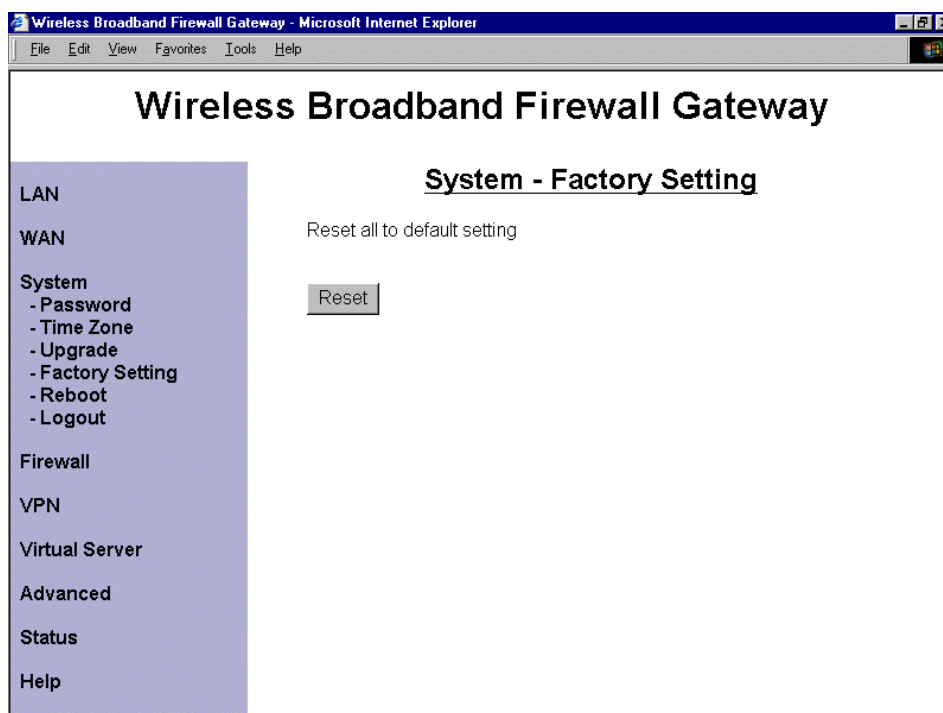 Wireless Broadband Firewall Gateway - Microsoft Internet Explorer
File Edit View Favorites Tools Help
Wireless Broadband Firewall Gateway
LAN
WAN
System
- Password
- Time Zone
- Upgrade
- Factory Setting
- Reboot
- Logout
Firewall
VPN
Virtual Server
Advanced
Status
Help
System - Factory Setting
Reset all to default setting
Reset